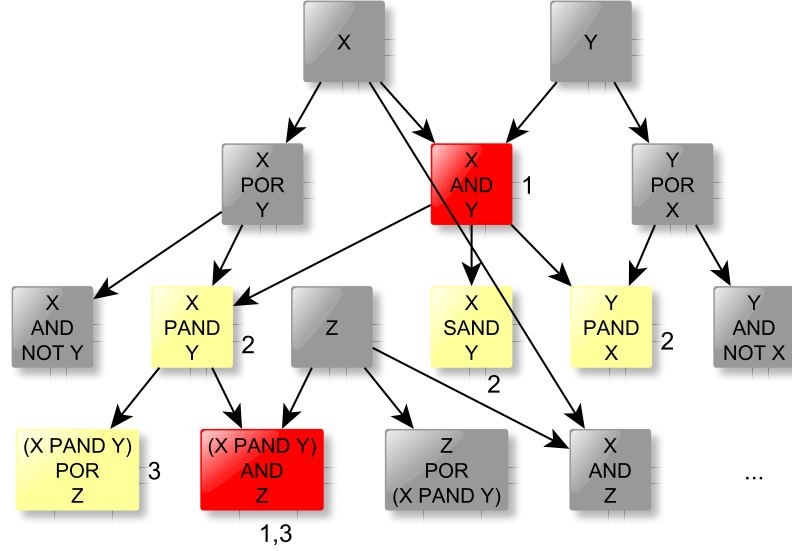 X
Y
X
POR
Y
X
AND
Y
1
Y
POR
X
X
AND
NOT Y
X
PAND
Y
2
Z
X
SAND
Y
2
Y
PAND
X
2
Y
AND
NOT X
(X PAND Y)
POR
Z
3
(X PAND Y)
AND
Z
1,3
Z
POR
(X PAND Y)
X
AND
Z
...